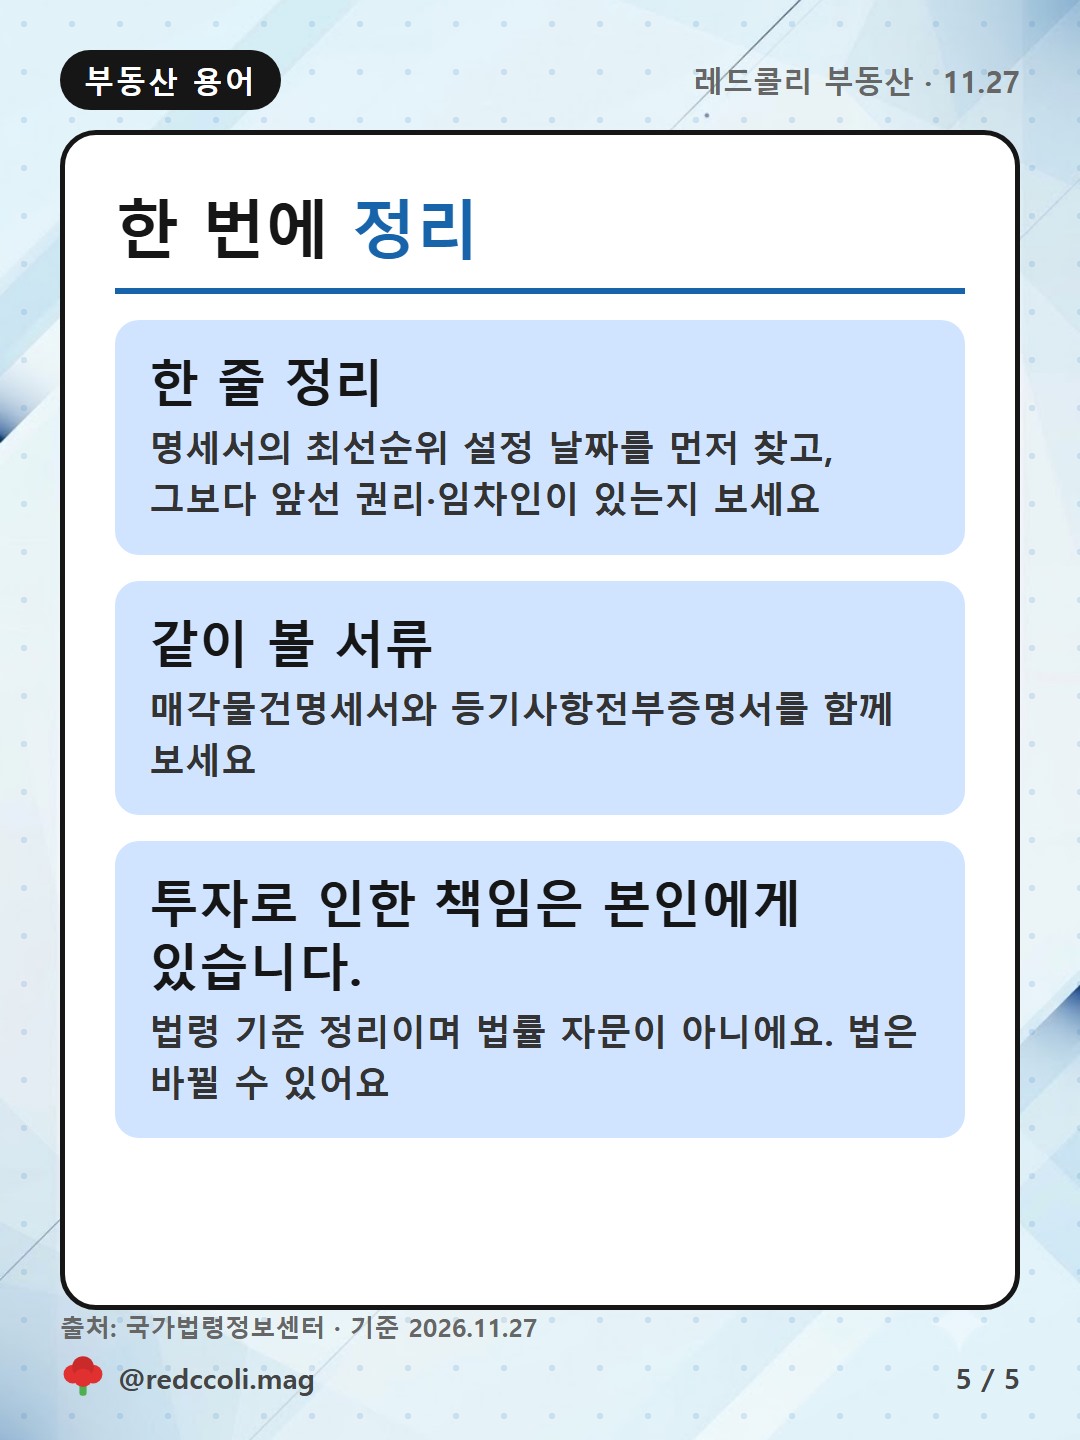 부동산 용어
레드콜리 부동산 · 11.27
한 번에 정리
한 줄 정리
명세서의 최선순위 설정 날짜를 먼저 찾고,
그보다 앞선 권리·임차인이 있는지 보세요
같이 볼 서류
매각물건명세서와 등기사항전부증명서를 함께
보세요
투자로 인한 책임은 본인에게
있습니다.
법령 기준 정리이며 법률 자문이 아니에요. 법은
바뀔 수 있어요
출처: 국가법령정보센터 · 기준 2026.11.27
@redccoli.mag
5 / 5